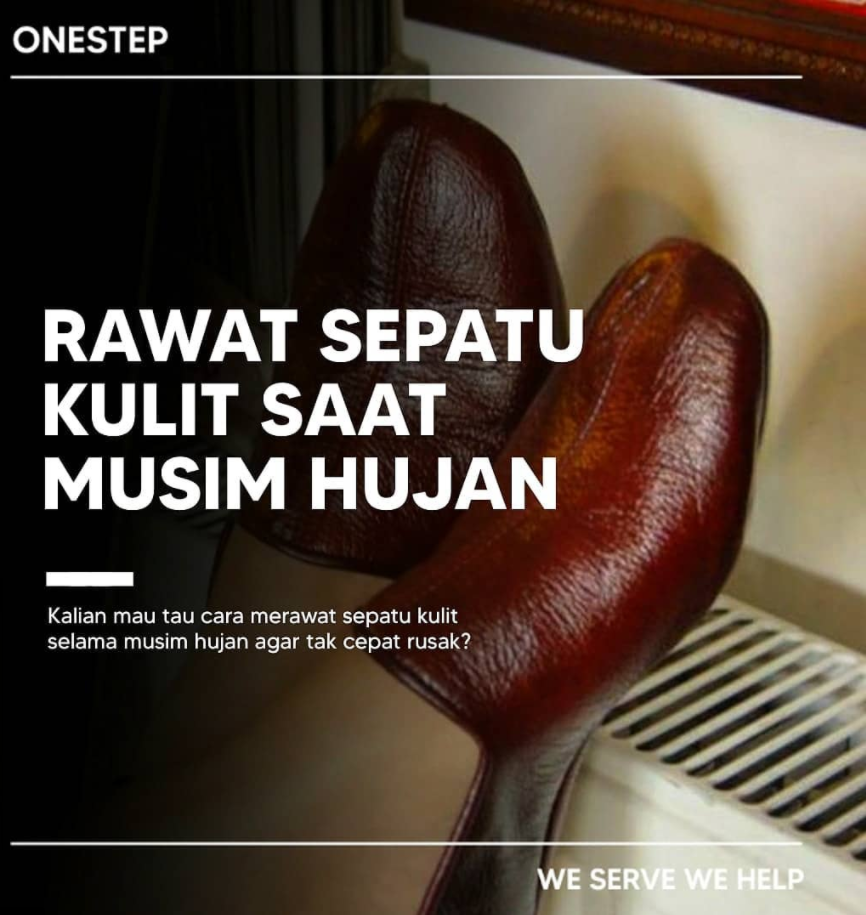 ONESTEP
RAWAT SEPATU
KULIT SAAT
MUSIM HUJAN
Kalian mau tau cara merawat sepatu kulit
selama musim hujan agar tak cepat rusak?
WE SERVE WE HELP